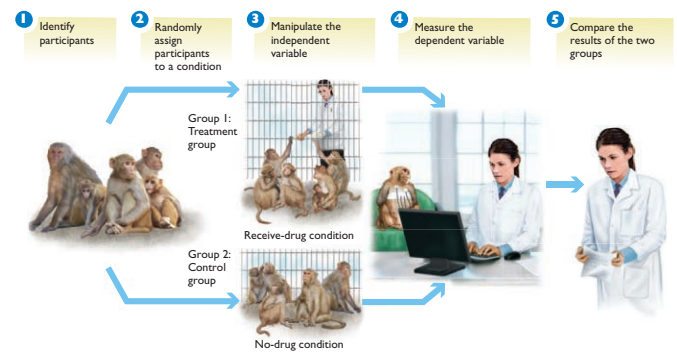 1 Identify
participants
2 Randomly
assign
participants
to a condition
3 Manipulate the
independent
variable
4 Measure the
dependent variable
5 Compare the
results of the two
groups
Group 1:
Treatment
group
Receive-drug condition
Group 2:
Control
group
No-drug condition